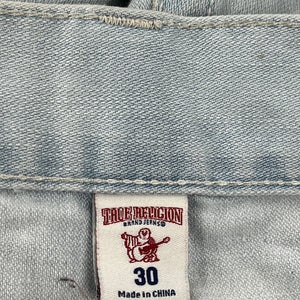 TRUE RELIGION
BRAND JEANS®
30
Made in CHINA